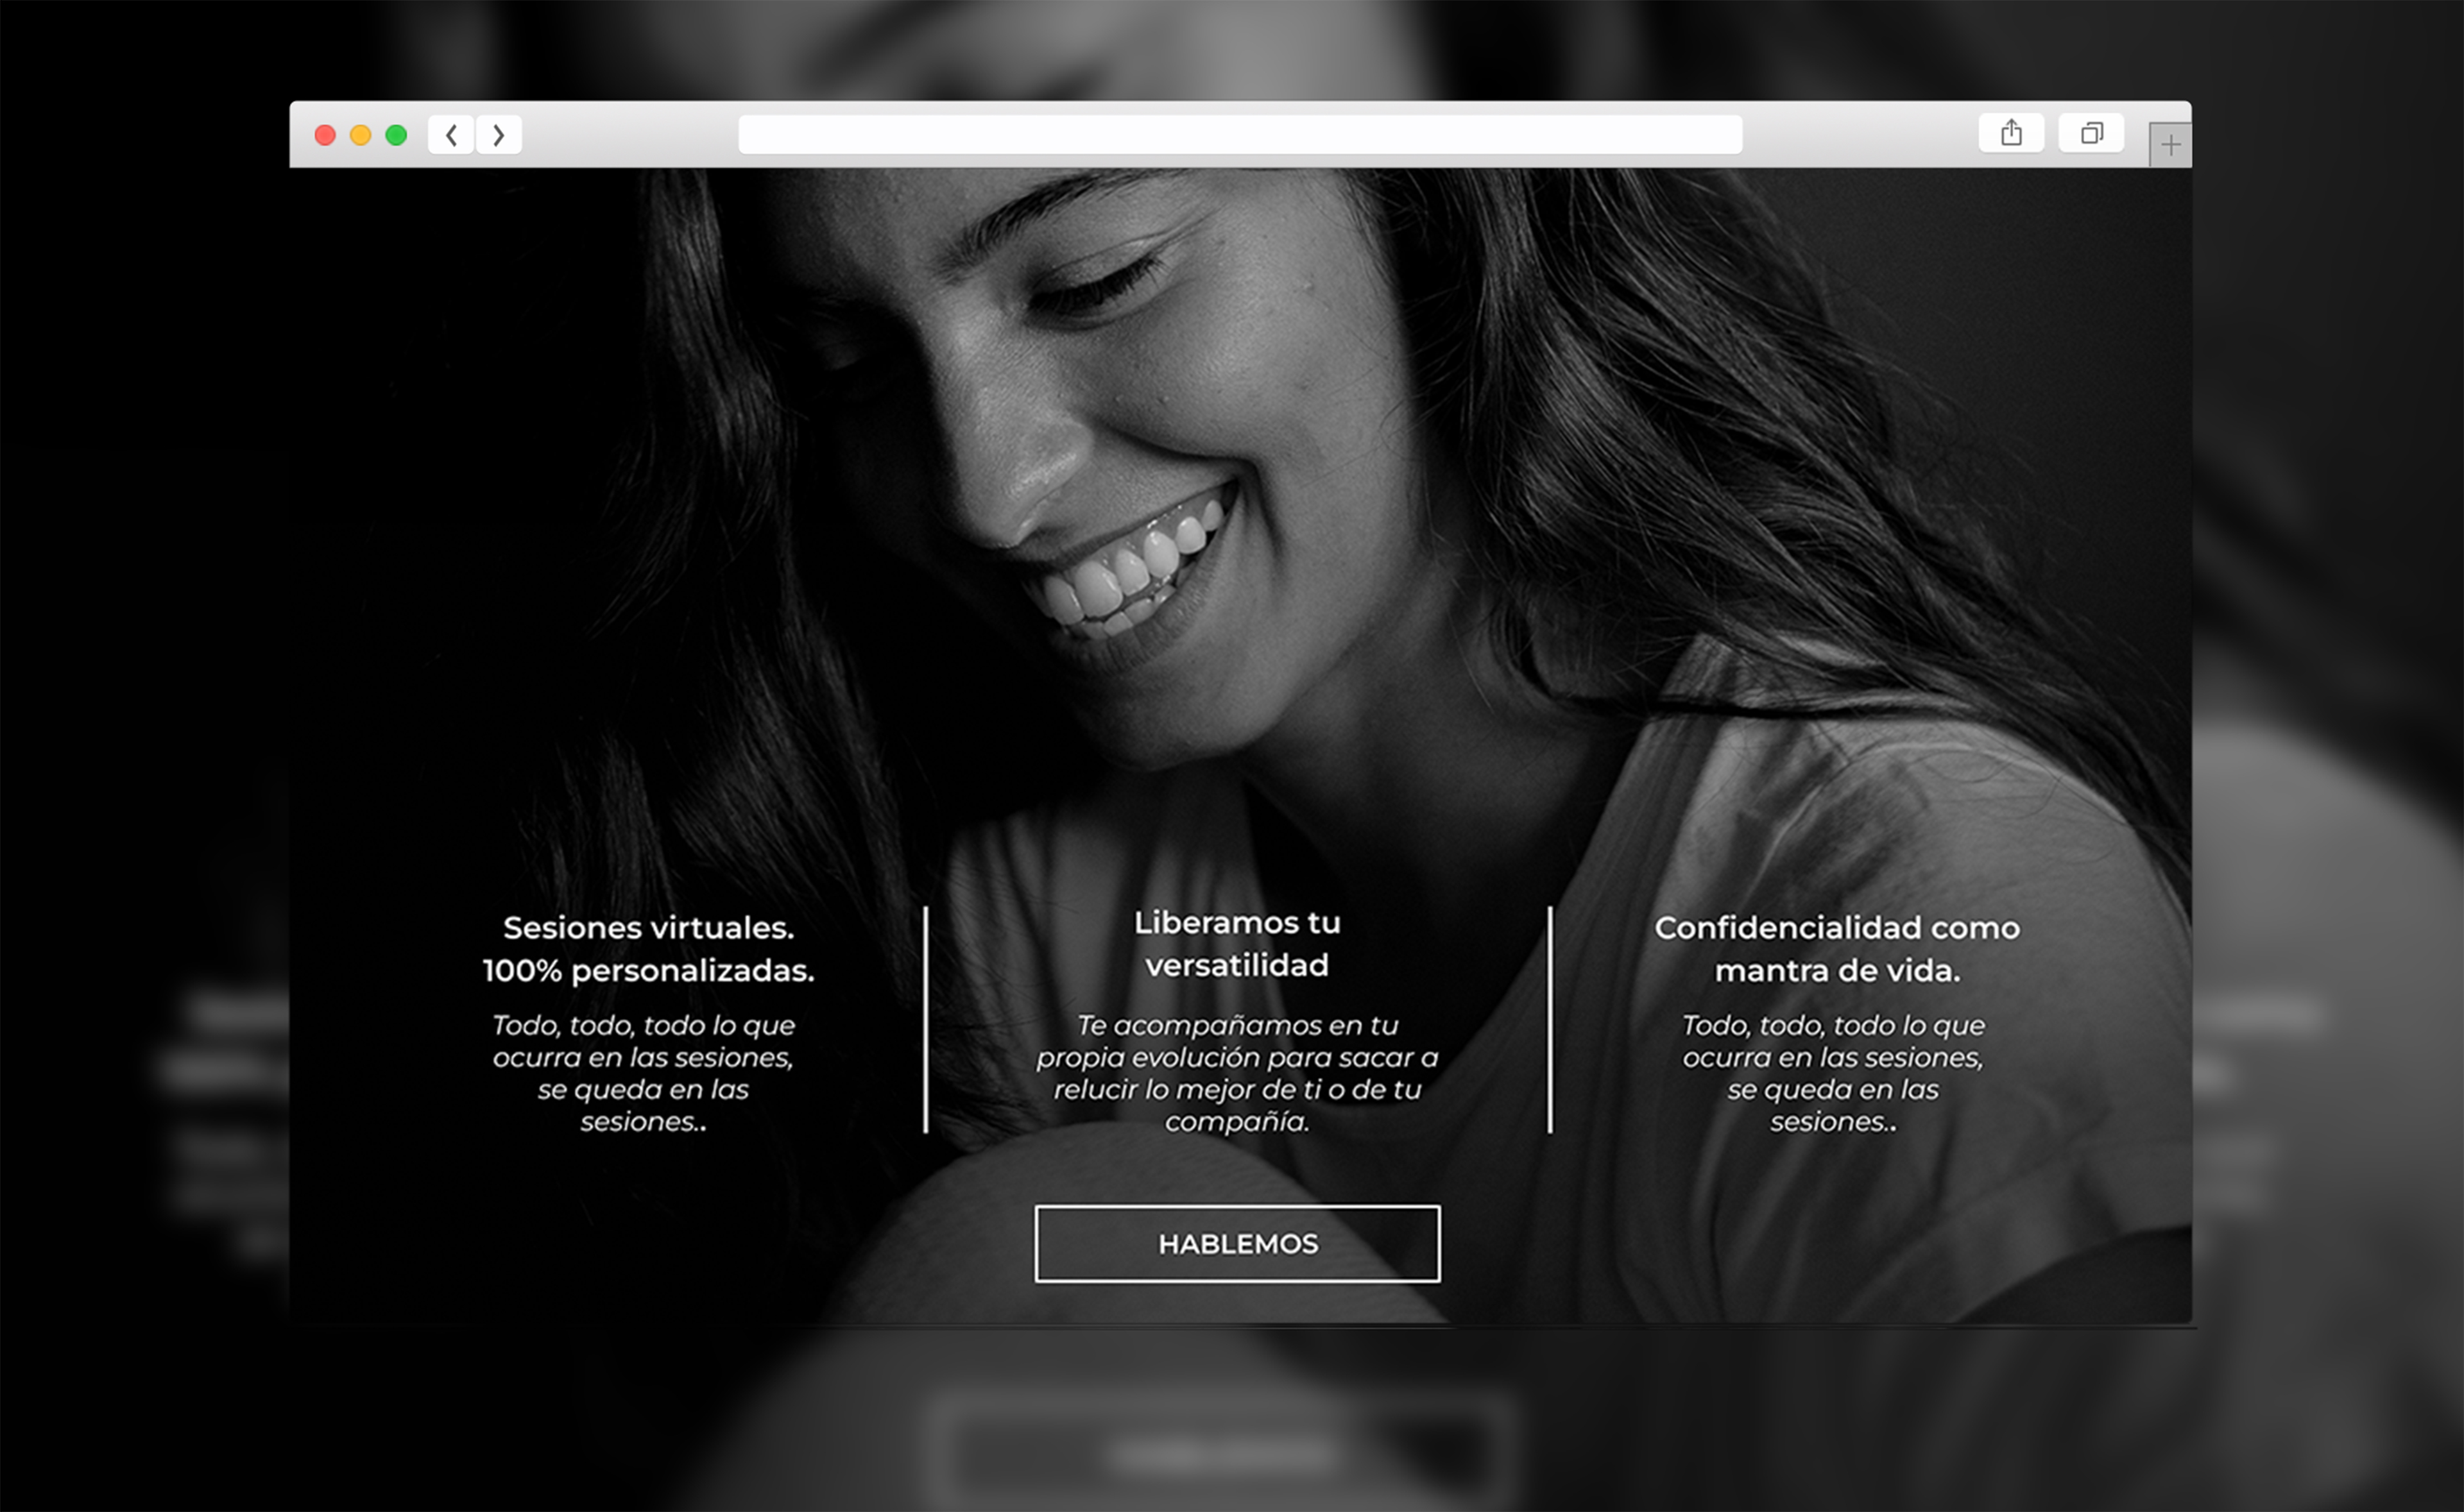 Sesiones virtuales.
100% personalizadas.
Todo, todo, todo lo que
ocurra en las sesiones,
se queda en las
sesiones..
Liberamos tu
versatilidad
Te acompañamos en tu
propia evolución para sacar a
relucir lo mejor de ti o de tu
compañía.
Confidencialidad como
mantra de vida.
Todo, todo, todo lo que
ocurra en las sesiones,
se queda en las
sesiones..
HABLEMOS